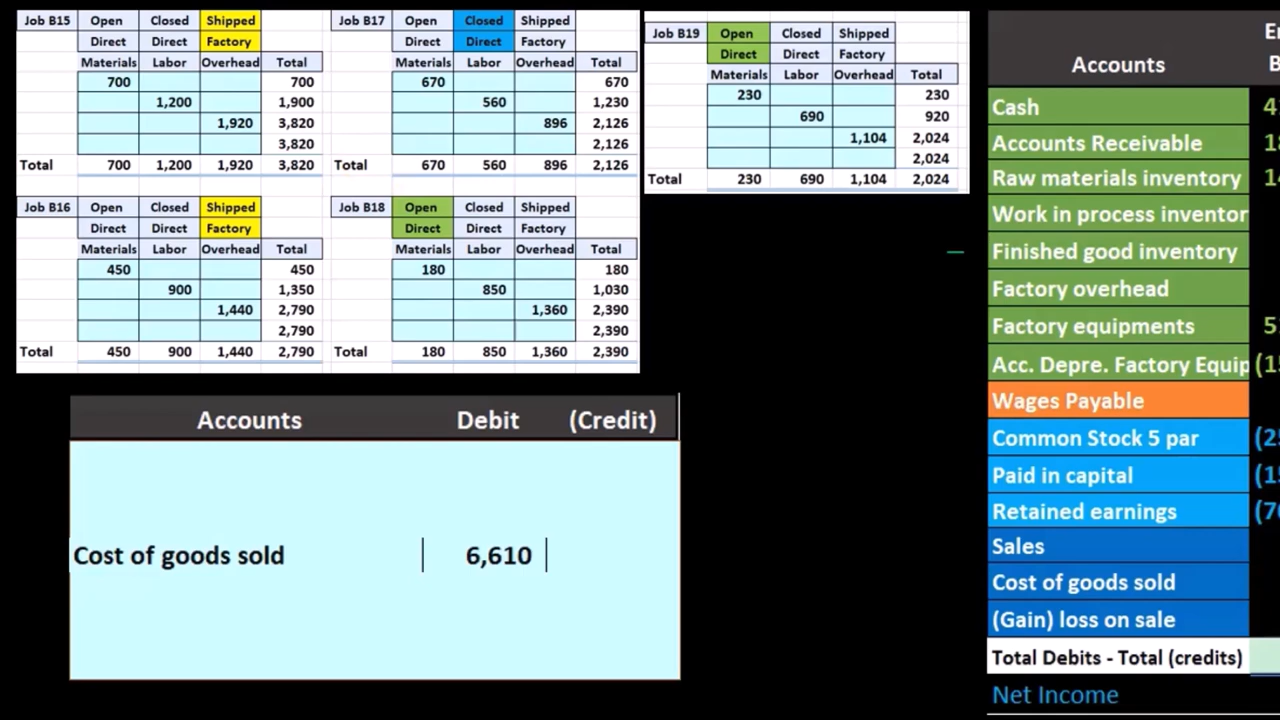 Job B15 Open Closed Shipped
Direct Direct Factory
Materials Labor Overhead Total
700 700
1,200 1,900
1,920 3,820
3,820
Total 700 1,200 1,920 3,820
Job B17 Open Closed Shipped
Direct Direct Factory
Materials Labor Overhead Total
670 670
560 1,230
896 2,126
2,126
Total 670 560 896 2,126
Job B19 Open Closed Shipped
Direct Direct Factory
Materials Labor Overhead Total
230 230
690 920
1,104 2,024
2,024
Total 230 690 1,104 2,024
Job B16 Open Closed Shipped
Direct Direct Factory
Materials Labor Overhead Total
450 450
900 1,350
1,440 2,790
2,790
Total 450 900 1,440 2,790
Job B18 Open Closed Shipped
Direct Direct Factory
Materials Labor Overhead Total
180 180
850 1,030
1,360 2,390
2,390
Total 180 850 1,360 2,390
Accounts Debit (Credit)
Cost of goods sold 6,610
Accounts
Cash
Accounts Receivable
Raw materials inventory
Work in process inventor
Finished good inventory
Factory overhead
Factory equipments
Acc. Depre. Factory Equip
Wages Payable
Common Stock 5 par
Paid in capital
Retained earnings
Sales
Cost of goods sold
(Gain) loss on sale
Total Debits - Total (credits)
Net Income